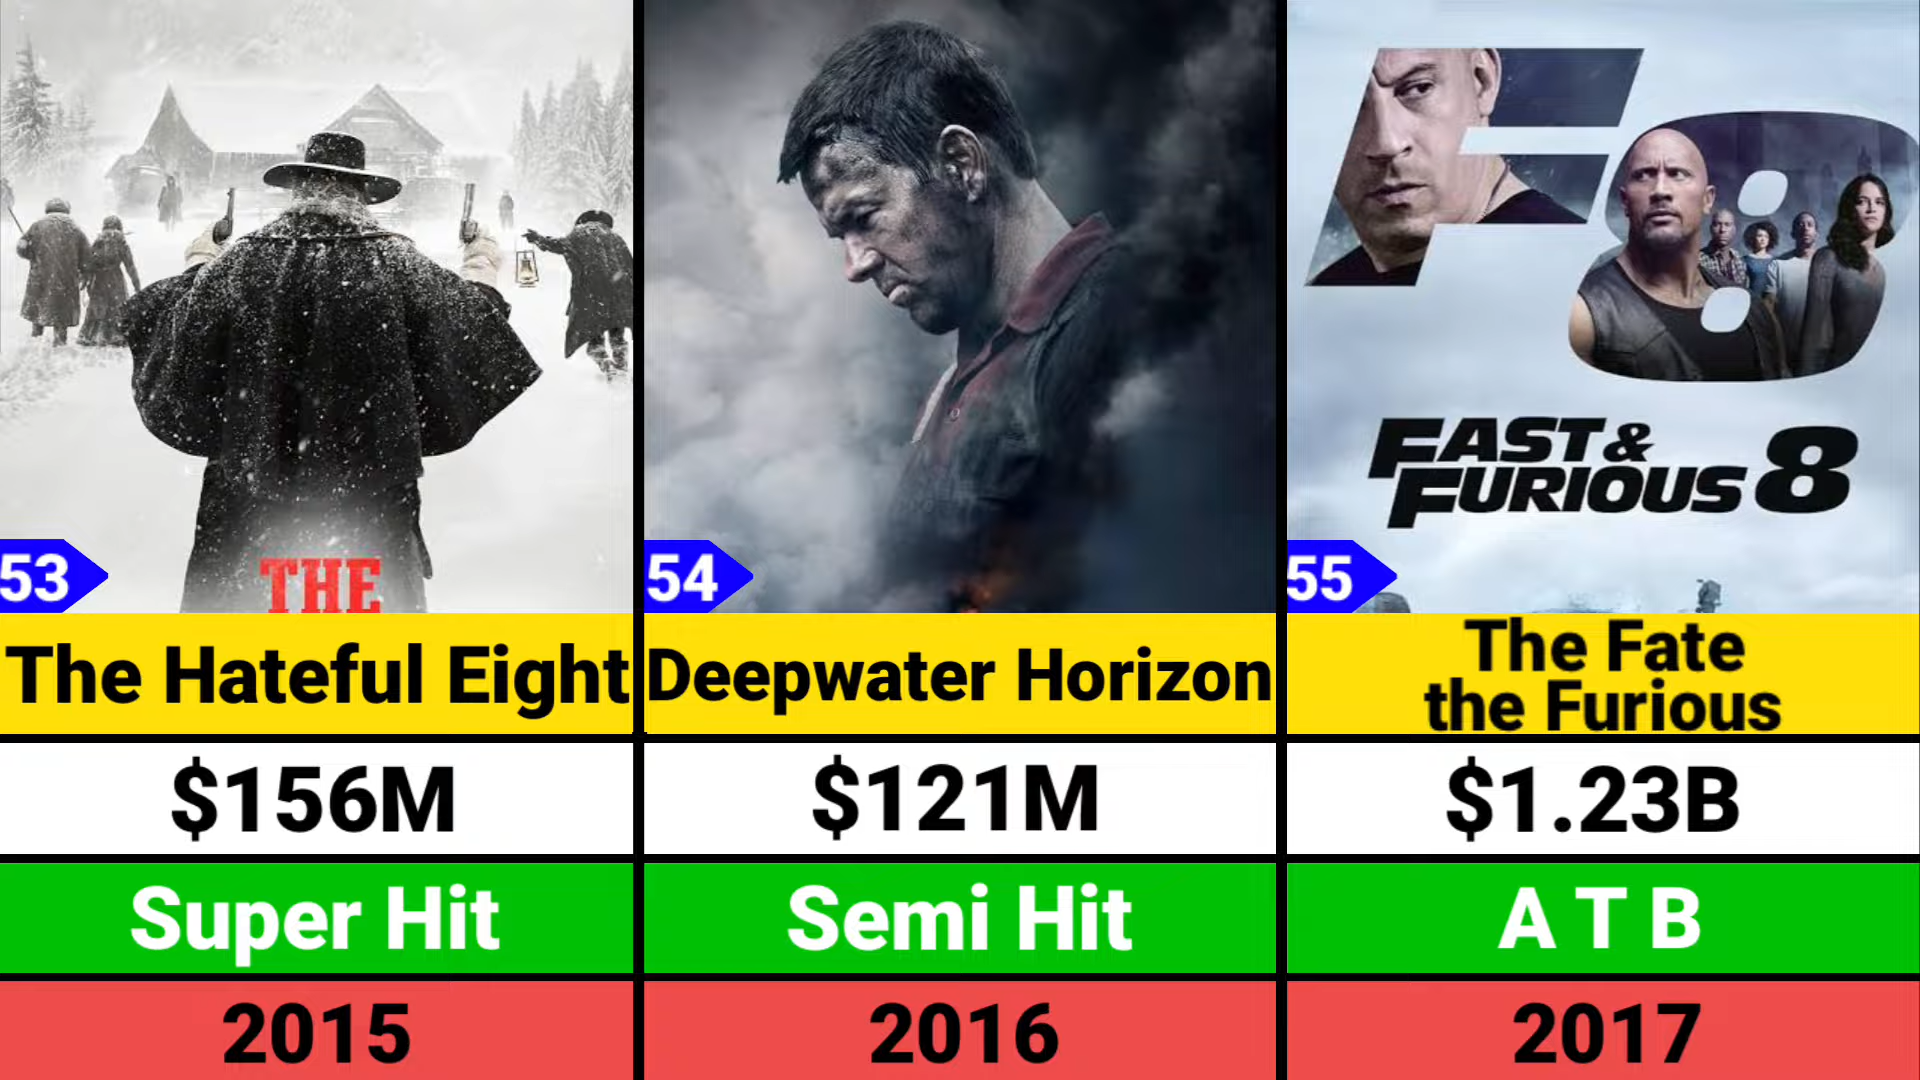 THE
53
The Hateful Eight
$156M
Super Hit
2015
54
Deepwater Horizon
$121M
Semi Hit
2016
F8
FAST &
FURIOUS 8
55
The Fate
the Furious
$1.23B
A T B
2017